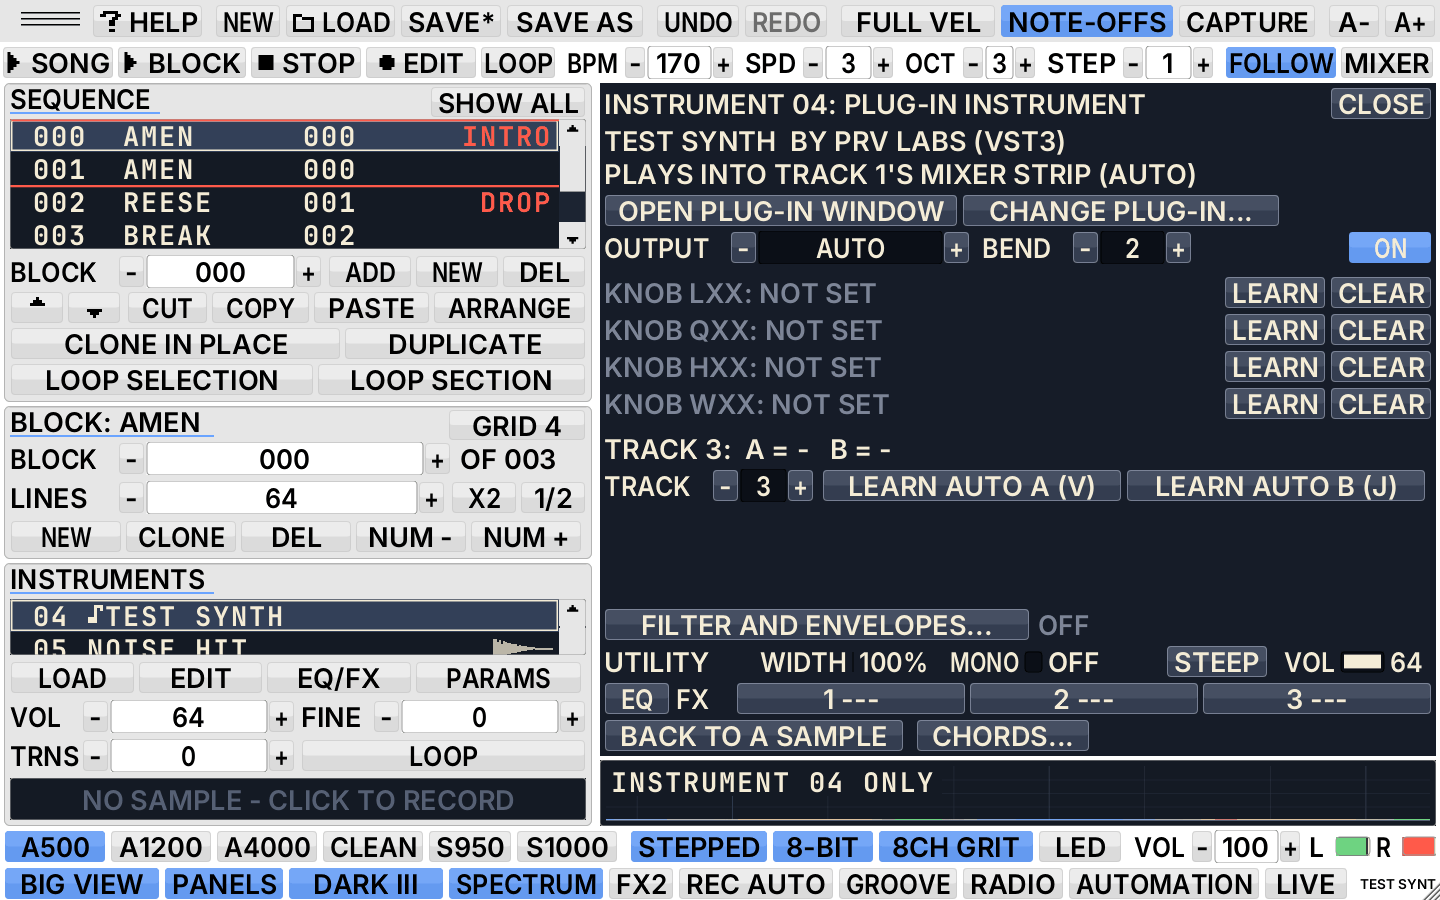 HELP NEW LOAD SAVE* SAVE AS UNDO REDO FULL VEL NOTE-OFFS CAPTURE A- A+
SONG BLOCK STOP EDIT LOOP BPM - 170 + SPD - 3 + OCT - 3 + STEP - 1 + FOLLOW MIXER
SEQUENCE SHOW ALL
000 AMEN 000 INTRO
001 AMEN 000
002 REESE 001 DROP
003 BREAK 002
BLOCK - 000 + ADD NEW DEL
CUT COPY PASTE ARRANGE
CLONE IN PLACE DUPLICATE
LOOP SELECTION LOOP SECTION
BLOCK: AMEN GRID 4
BLOCK - 000 + OF 003
LINES - 64 + X2 1/2
NEW CLONE DEL NUM - NUM +
INSTRUMENTS
04 TEST SYNTH
05 NOISE HIT
LOAD EDIT EQ/FX PARAMS
VOL - 64 + FINE - 0 +
TRNS - 0 + LOOP
NO SAMPLE - CLICK TO RECORD
INSTRUMENT 04: PLUG-IN INSTRUMENT CLOSE
TEST SYNTH BY PRV LABS (VST3)
PLAYS INTO TRACK 1'S MIXER STRIP (AUTO)
OPEN PLUG-IN WINDOW CHANGE PLUG-IN...
OUTPUT - AUTO + BEND - 2 + ON
KNOB LXX: NOT SET LEARN CLEAR
KNOB QXX: NOT SET LEARN CLEAR
KNOB HXX: NOT SET LEARN CLEAR
KNOB WXX: NOT SET LEARN CLEAR
TRACK 3: A = - B = -
TRACK - 3 + LEARN AUTO A (V) LEARN AUTO B (J)
FILTER AND ENVELOPES... OFF
UTILITY WIDTH 100% MONO OFF STEEP VOL 64
EQ FX 1 --- 2 --- 3 ---
BACK TO A SAMPLE CHORDS...
INSTRUMENT 04 ONLY
A500 A1200 A4000 CLEAN S950 S1000 STEPPED 8-BIT 8CH GRIT LED VOL - 100 + L R
BIG VIEW PANELS DARK III SPECTRUM FX2 REC AUTO GROOVE RADIO AUTOMATION LIVE TEST SYNT